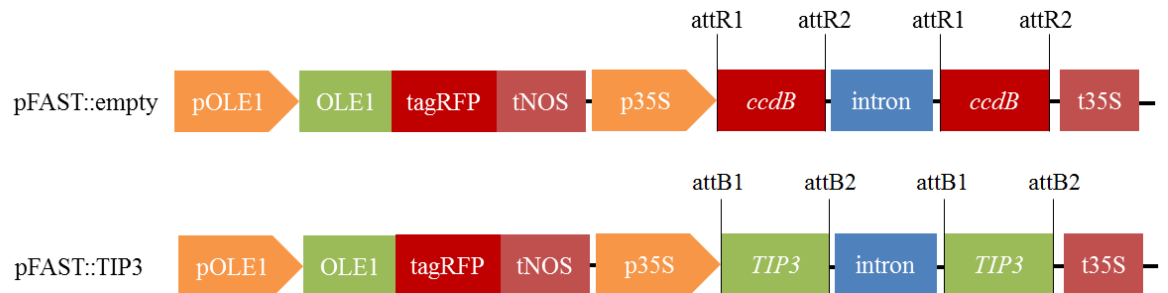 attR1 attR2 attR1 attR2
pFAST::empty pOLE1 OLE1 tagRFP tNOS p35S ccdB intron ccdB t35S
attB1 attB2 attB1 attB2
pFAST::TIP3 pOLE1 OLE1 tagRFP tNOS p35S TIP3 intron TIP3 t35S